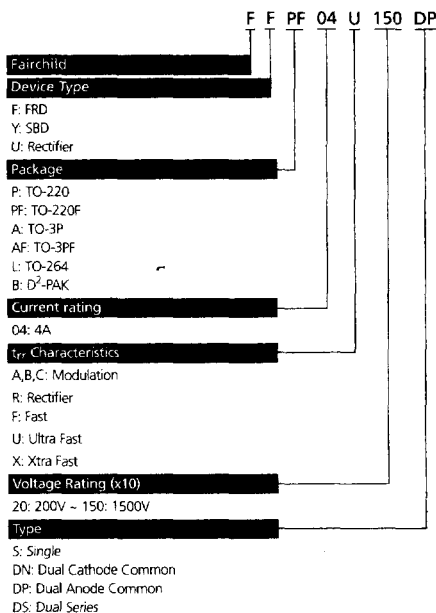 F F PF 04 U 150 DP
Fairchild
Device Type
F: FRD
Y: SBD
U: Rectifier
Package
P: TO-220
PF: TO-220F
A: TO-3P
AF: TO-3PF
L: TO-264
B: D²-PAK
Current rating
04: 4A
trr Characteristics
A,B,C: Modulation
R: Rectifier
F: Fast
U: Ultra Fast
X: Xtra Fast
Voltage Rating (x10)
20: 200V ~ 150: 1500V
Type
S: Single
DN: Dual Cathode Common
DP: Dual Anode Common
DS: Dual Series